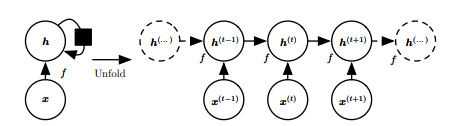 h h^(...) h^(t−1) h^(t) h^(t+1) h^(...)
f f f f f
Unfold
x x^(t−1) x^(t) x^(t+1)